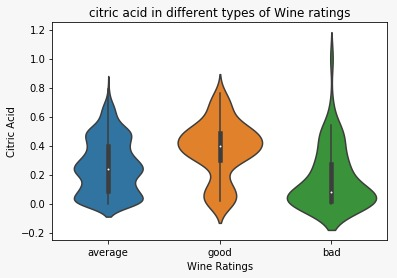 citric acid in different types of Wine ratings
1.2
1.0
0.8
0.6
0.4
0.2
0.0
−0.2
Citric Acid
average good bad
Wine Ratings